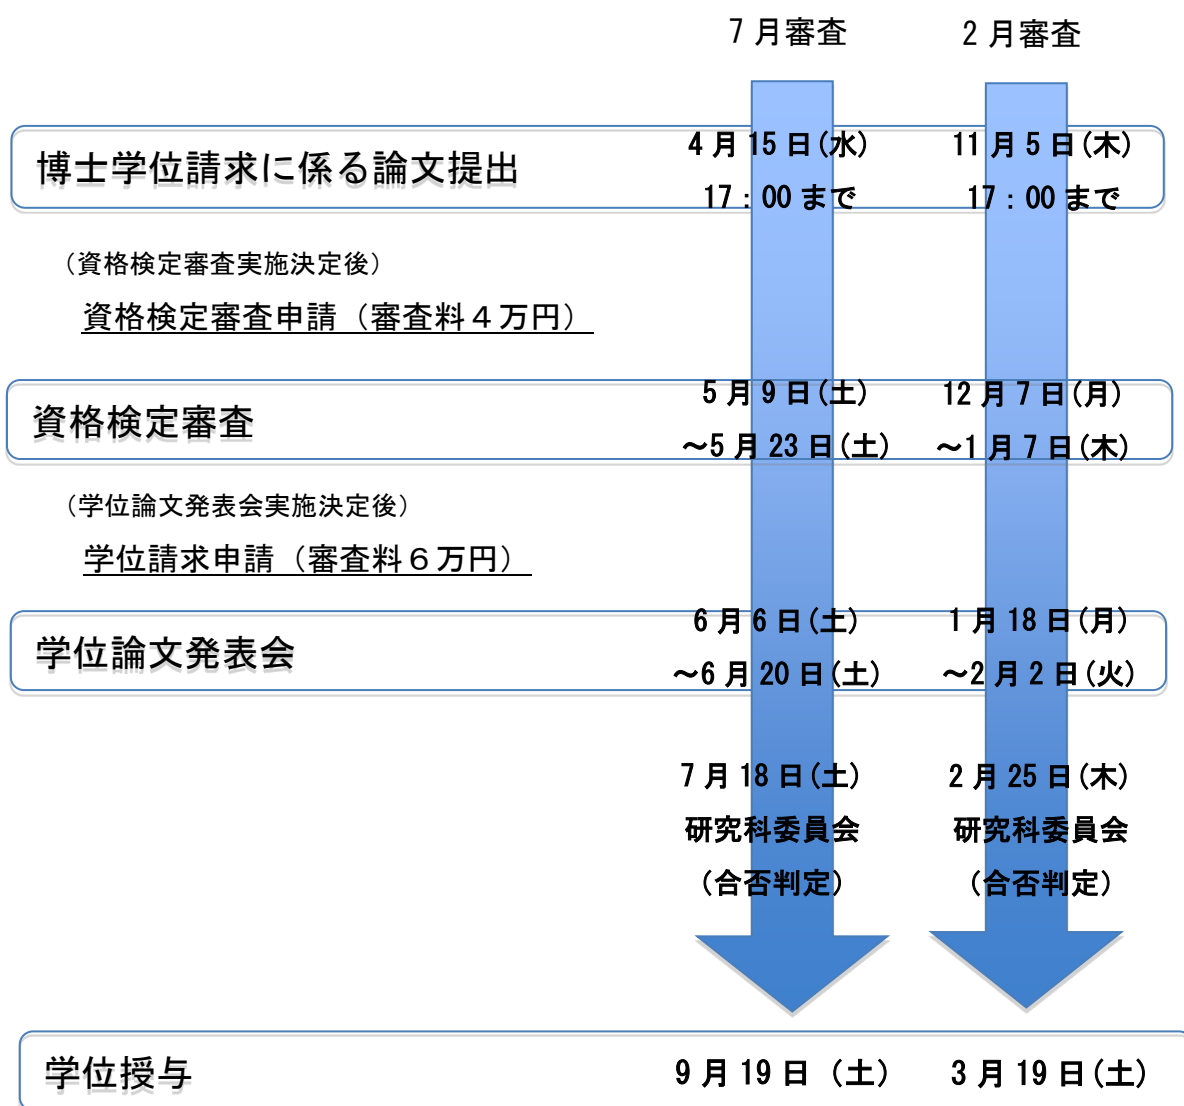 7月審査 2月審査
博士学位請求に係る論文提出 4月15日(水) 11月5日(木)
17：00まで 17：00まで
（資格検定審査実施決定後）
資格検定審査申請（審査料４万円）
資格検定審査 5月9日(土) 12月7日(月)
～5月23日(土) ～1月7日(木)
（学位論文発表会実施決定後）
学位請求申請（審査料６万円）
学位論文発表会 6月6日(土) 1月18日(月)
～6月20日(土) ～2月2日(火)
7月18日(土) 2月25日(木)
研究科委員会 研究科委員会
（合否判定） （合否判定）
学位授与 9月19日（土） 3月19日(土)